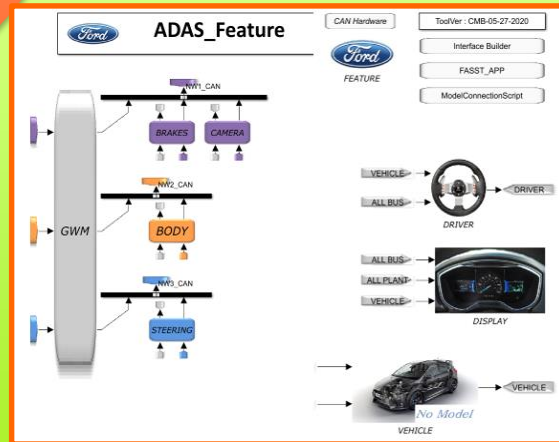 Ford
ADAS_Feature
CAN Hardware
ToolVer : CMB-05-27-2020
Interface Builder
Ford
FEATURE
FASST_APP
ModelConnectionScript
NW1_CAN
BRAKES
CAMERA
GWM
NW2_CAN
BODY
NW3_CAN
STEERING
VEHICLE
ALL BUS
DRIVER
DRIVER
ALL BUS
ALL PLANT
VEHICLE
DISPLAY
VEHICLE
No Model
VEHICLE